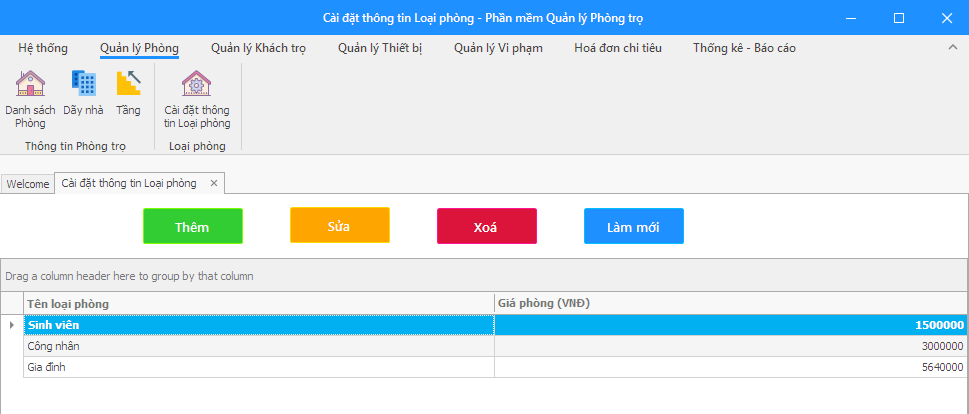 Cài đặt thông tin Loại phòng - Phần mềm Quản lý Phòng trọ
Hệ thống Quản lý Phòng Quản lý Khách trọ Quản lý Thiết bị Quản lý Vi phạm Hoá đơn chi tiêu Thống kê - Báo cáo
Danh sách Phòng
Dãy nhà
Tầng
Cài đặt thông tin Loại phòng
Thông tin Phòng trọ
Loại phòng
Welcome Cài đặt thông tin Loại phòng
Thêm Sửa Xoá Làm mới
Drag a column header here to group by that column
Tên loại phòng Giá phòng (VNĐ)
Sinh viên 1500000
Công nhân 3000000
Gia đình 5640000